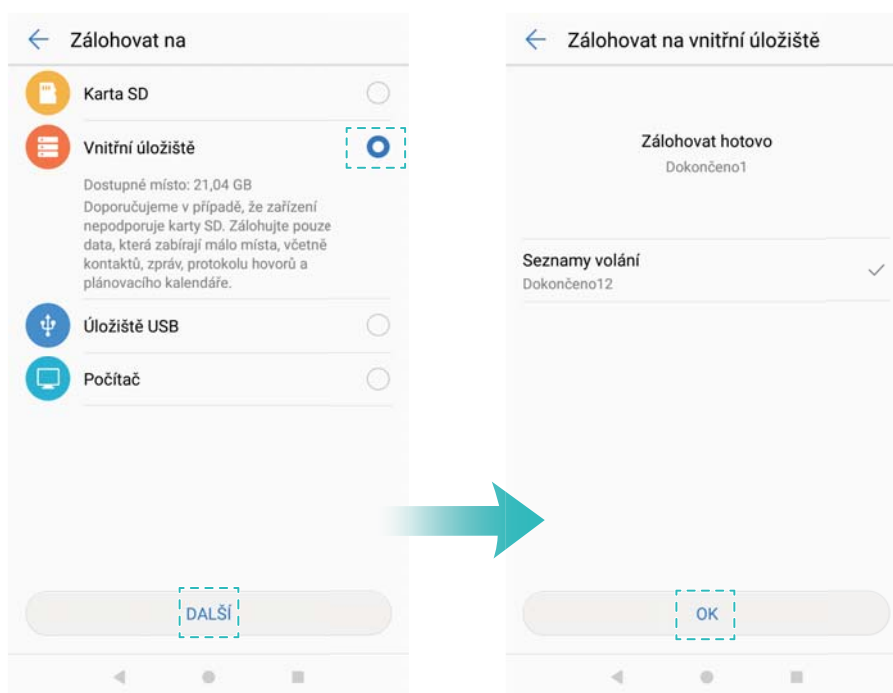 Zálohovat na
Karta SD
Vnitřní úložiště
Dostupné místo: 21,04 GB
Doporučujeme v případě, že zařízení
nepodporuje karty SD. Zálohujte pouze
data, která zabírají málo místa, včetně
kontaktů, zpráv, protokolu hovorů a
plánovacího kalendáře.
Úložiště USB
Počítač
DALŠÍ
Zálohovat na vnitřní úložiště
Zálohovat hotovo
Dokončeno1
Seznamy volání
Dokončeno12
OK